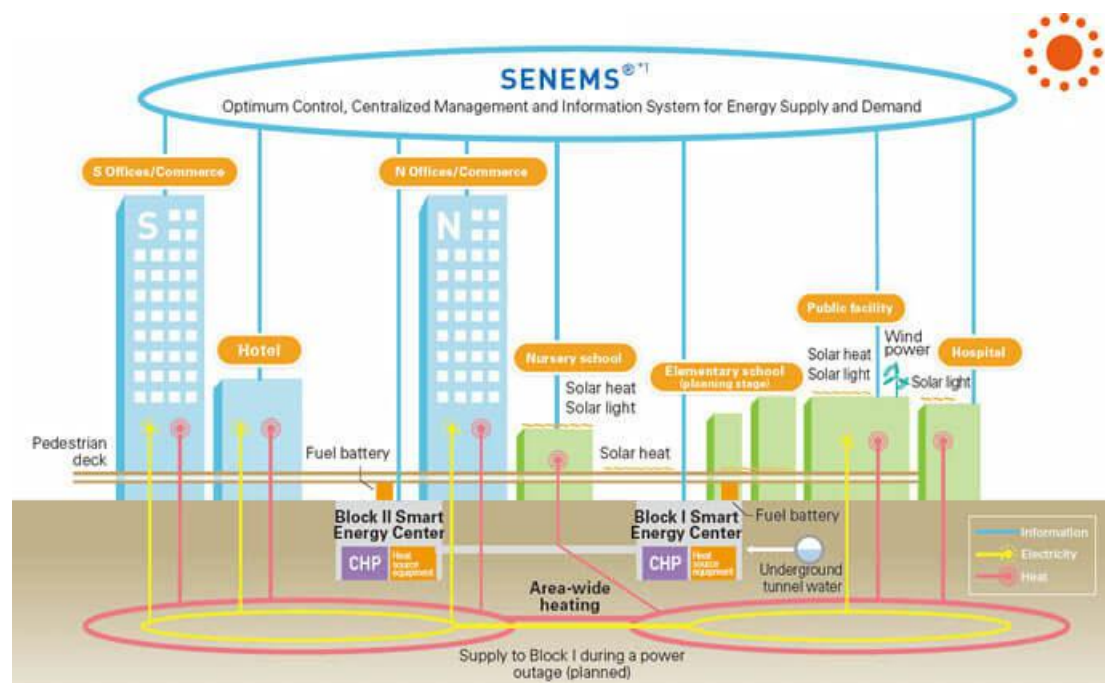 SENEMS®*1
Optimum Control, Centralized Management and Information System for Energy Supply and Demand
S Offices/Commerce
N Offices/Commerce
S
N
Public facility
Hotel
Nursery school
Elementary school
(planning stage)
Hospital
Wind
power
Solar heat
Solar light
Solar light
Solar heat
Solar light
Pedestrian
deck
Fuel battery
Solar heat
Fuel battery
Block II Smart
Energy Center
CHP
Heat
source
equipment
Block I Smart
Energy Center
CHP
Heat
source
equipment
Underground
tunnel water
Information
Electricity
Heat
Area-wide
heating
Supply to Block I during a power
outage (planned)